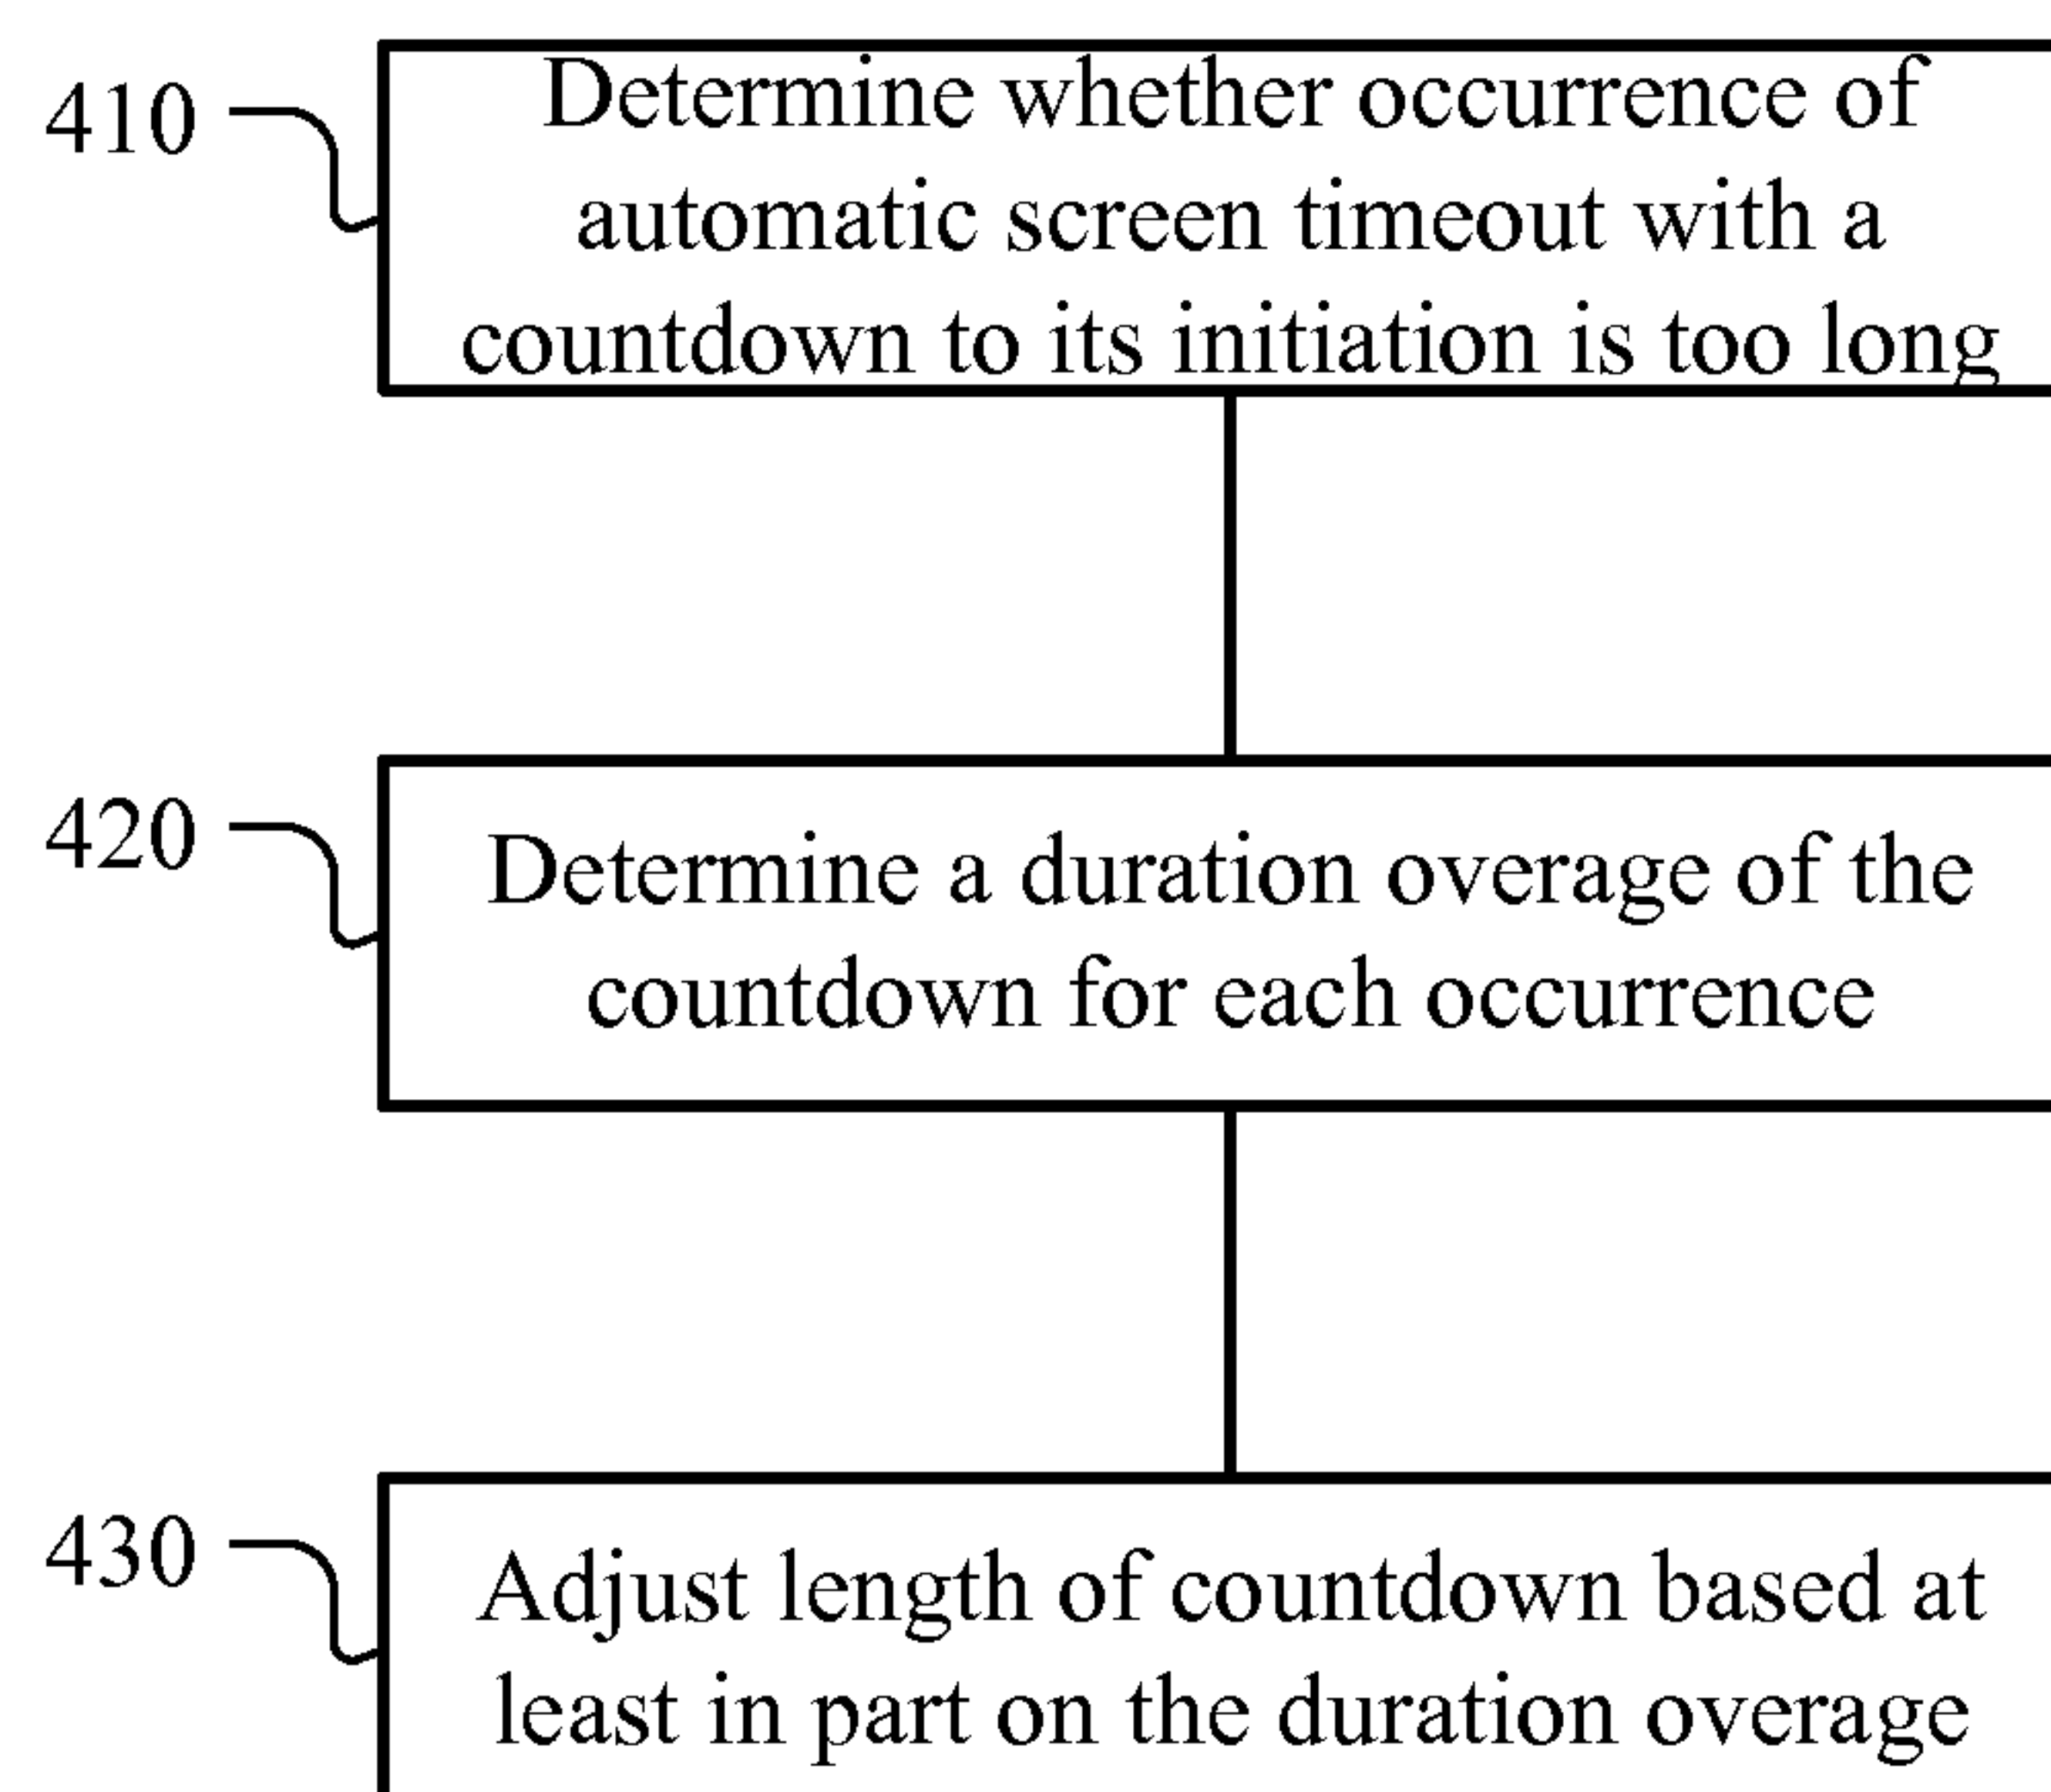 410
Determine whether occurrence of
automatic screen timeout with a
countdown to its initiation is too long
420
Determine a duration overage of the
countdown for each occurrence
430
Adjust length of countdown based at
least in part on the duration overage